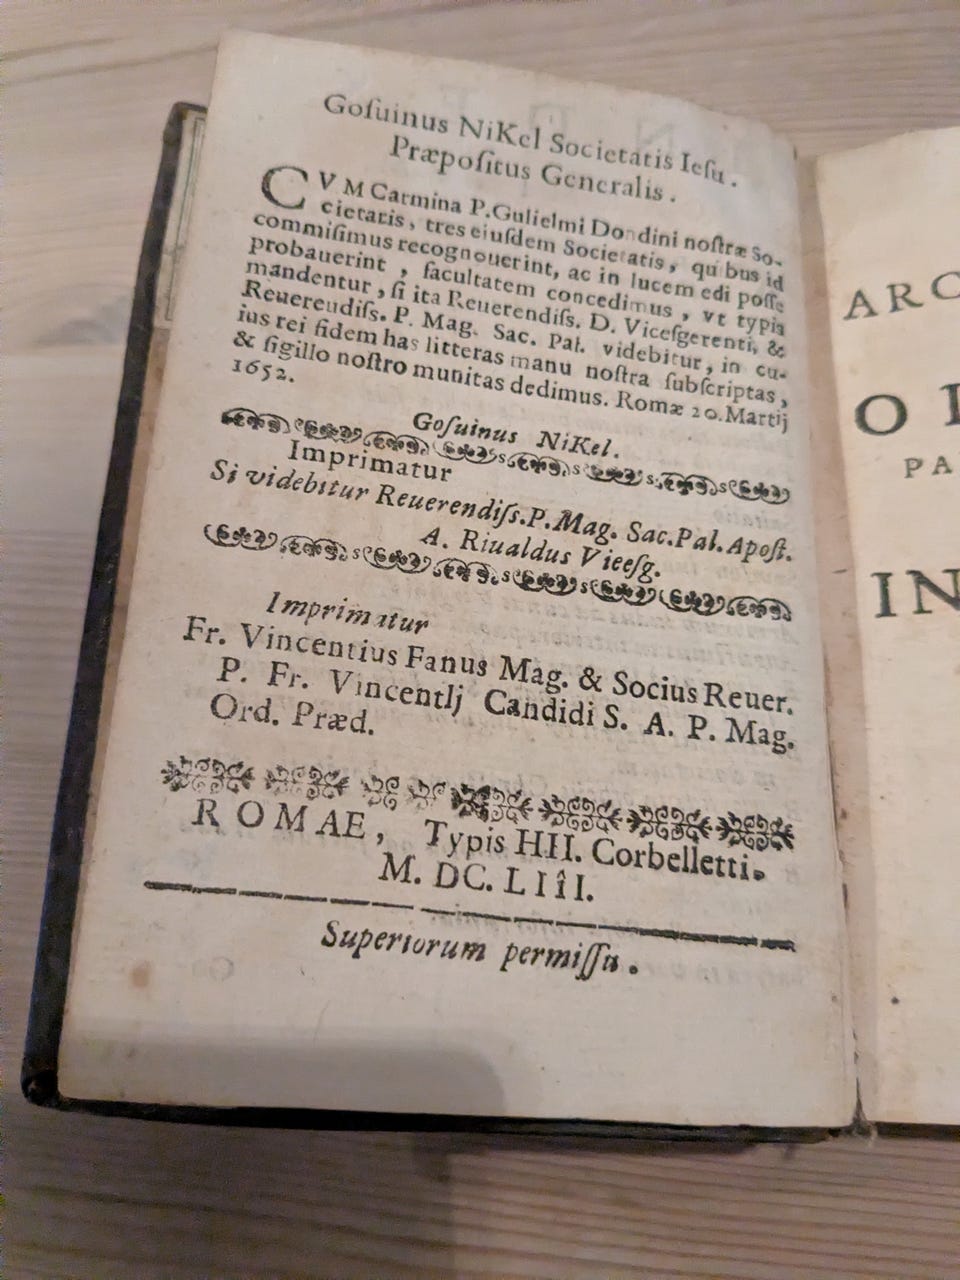 Goſuinus NiKel Societatis Ieſu.
Præpoſitus Generalis.
CVM Carmina P. Gulielmi Dondini noſtræ So-
cietatis, tres eiuſdem Societatis, quibus id
commiſimus recognouerint, ac in lucem edi poſſe
probauerint, facultatem concedimus, vt typis
mandentur, ſi ita Reuerendiſs. D. Viceſgerenti, &
Reuerendiſs. P. Mag. Sac. Pal. videbitur, in cu-
ius rei fidem has litteras manu noſtra ſubſcriptas,
& ſigillo noſtro munitas dedimus. Romæ 20. Martij
1652.
Goſuinus NiKel.
Imprimatur
Si videbitur Reuerendiſs. P. Mag. Sac. Pal. Apoſt.
A. Riualdus Viceſg.
Imprimatur
Fr. Vincentius Fanus Mag. & Socius Reuer.
P. Fr. Vincentij Candidi S. A. P. Mag.
Ord. Præd.
ROMAE, Typis HH. Corbelletti.
M. DC. LIII.
Superiorum permiſſu.
ARC
O
PA
IN